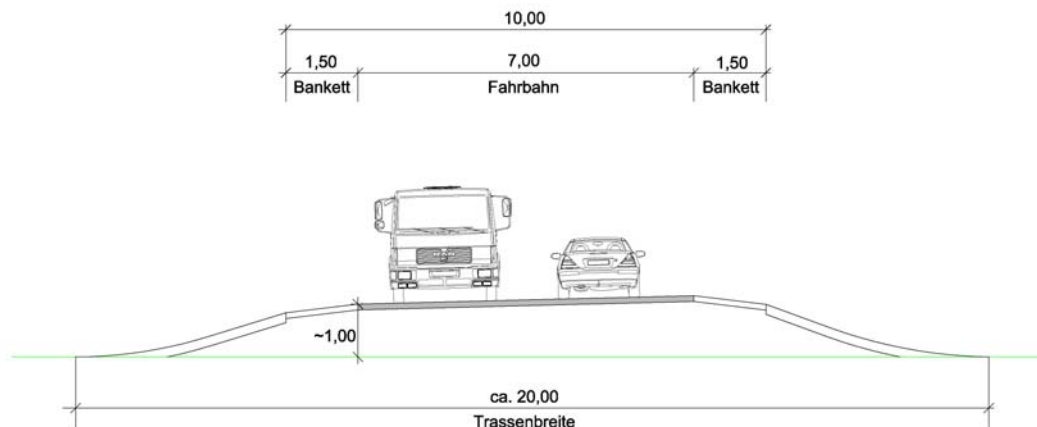 10,00
1,50 7,00 1,50
Bankett Fahrbahn Bankett
~1,00
ca. 20,00
Trassenbreite